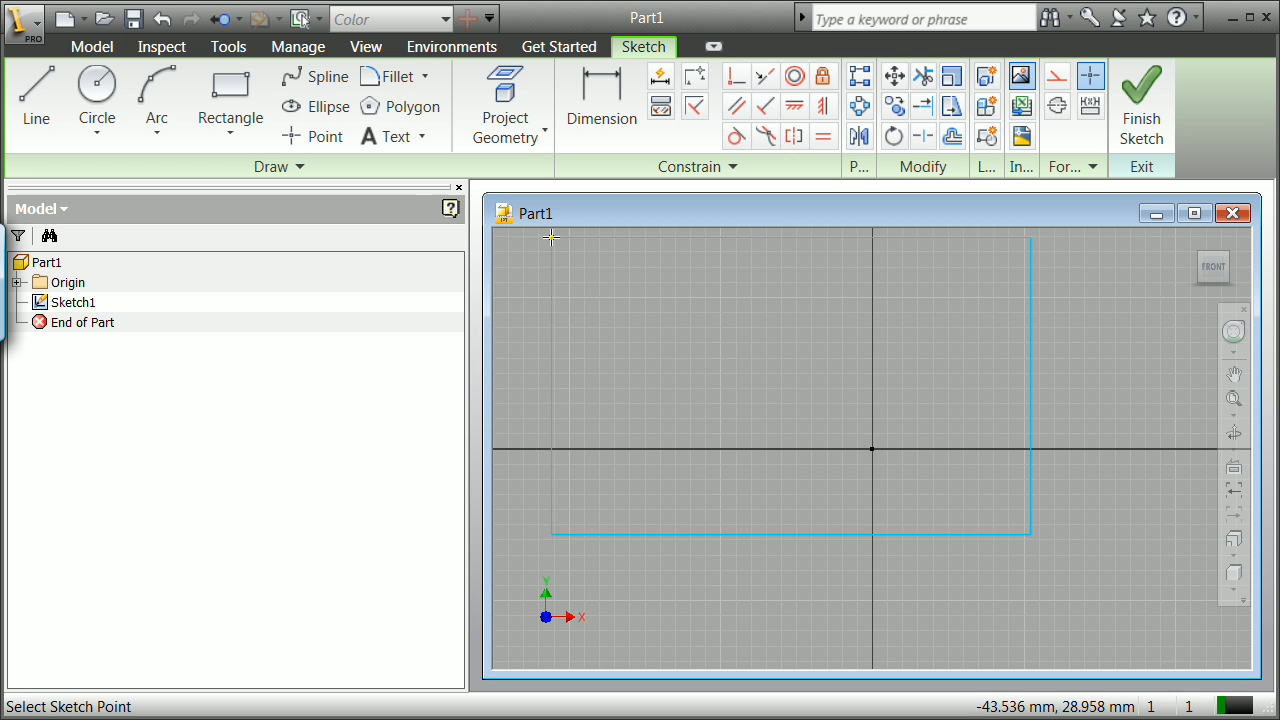 PRO
Color
Part1
Type a keyword or phrase
Model Inspect Tools Manage View Environments Get Started Sketch
Line
Circle
Arc
Rectangle
Spline
Fillet
Ellipse
Polygon
Point
Text
Project
Geometry
Dimension
Finish
Sketch
Draw
Constrain
P...
Modify
L...
In...
For...
Exit
Model
Part1
Origin
Sketch1
End of Part
Part1
FRONT
Y
X
Select Sketch Point
-43.536 mm, 28.958 mm 1 1